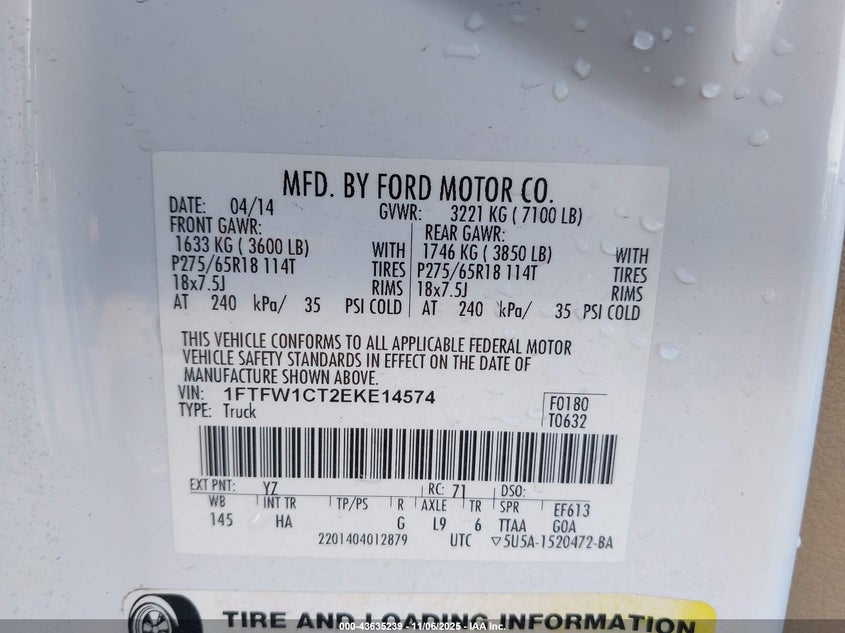 MFD. BY FORD MOTOR CO.
DATE: 04/14 GVWR: 3221 KG ( 7100 LB)
FRONT GAWR: REAR GAWR:
1633 KG ( 3600 LB) WITH 1746 KG ( 3850 LB) WITH
P275/65R18 114T TIRES P275/65R18 114T TIRES
18x7.5J RIMS 18x7.5J RIMS
AT 240 kPa/ 35 PSI COLD AT 240 kPa/ 35 PSI COLD
THIS VEHICLE CONFORMS TO ALL APPLICABLE FEDERAL MOTOR
VEHICLE SAFETY STANDARDS IN EFFECT ON THE DATE OF
MANUFACTURE SHOWN ABOVE.
VIN: 1FTFW1CT2EKE14574 F0180
TYPE: Truck T0632
EXT PNT: YZ RC: 71 DSO:
WB INT TR TP/PS R AXLE TR SPR EF613
145 HA G L9 6 TTAA GOA
2201404012879 UTC ▽5U5A-1520472-BA
TIRE AND LOADING INFORMATION
000-43635239 - 11/06/2025 - IAA Inc.